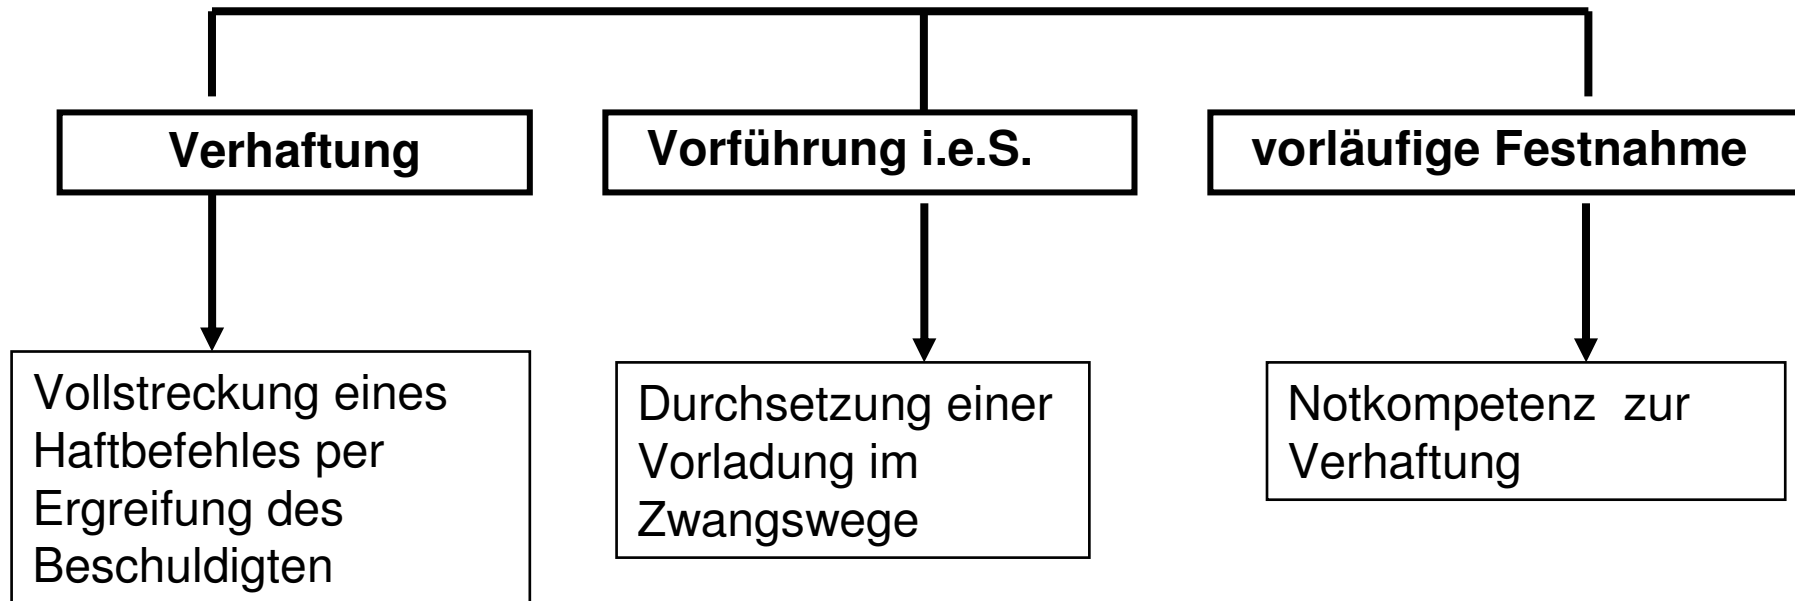 Verhaftung
Vorführung i.e.S.
vorläufige Festnahme
Vollstreckung eines
Haftbefehles per
Ergreifung des
Beschuldigten
Durchsetzung einer
Vorladung im
Zwangswege
Notkompetenz zur
Verhaftung